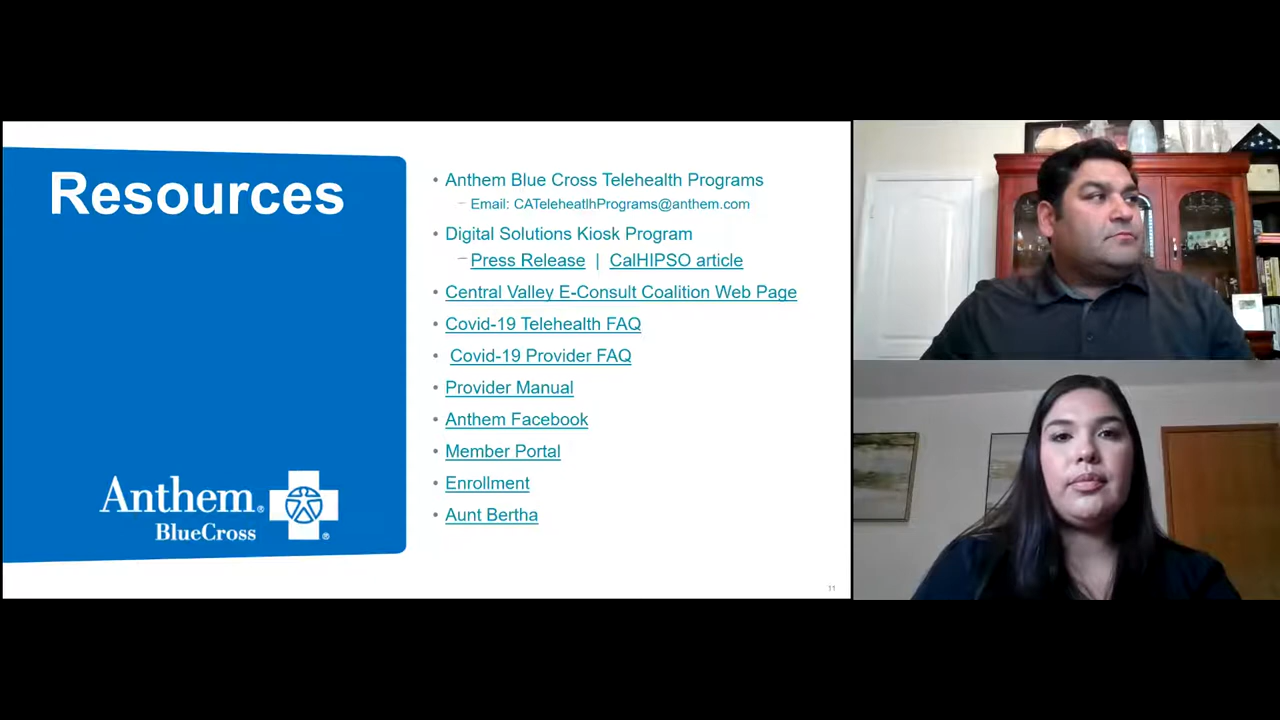 Resources
• Anthem Blue Cross Telehealth Programs
– Email: CATeleheatlhPrograms@anthem.com
• Digital Solutions Kiosk Program
– Press Release | CalHIPSO article
• Central Valley E-Consult Coalition Web Page
• Covid-19 Telehealth FAQ
• Covid-19 Provider FAQ
• Provider Manual
• Anthem Facebook
• Member Portal
• Enrollment
• Aunt Bertha
Anthem®
BlueCross ®
11